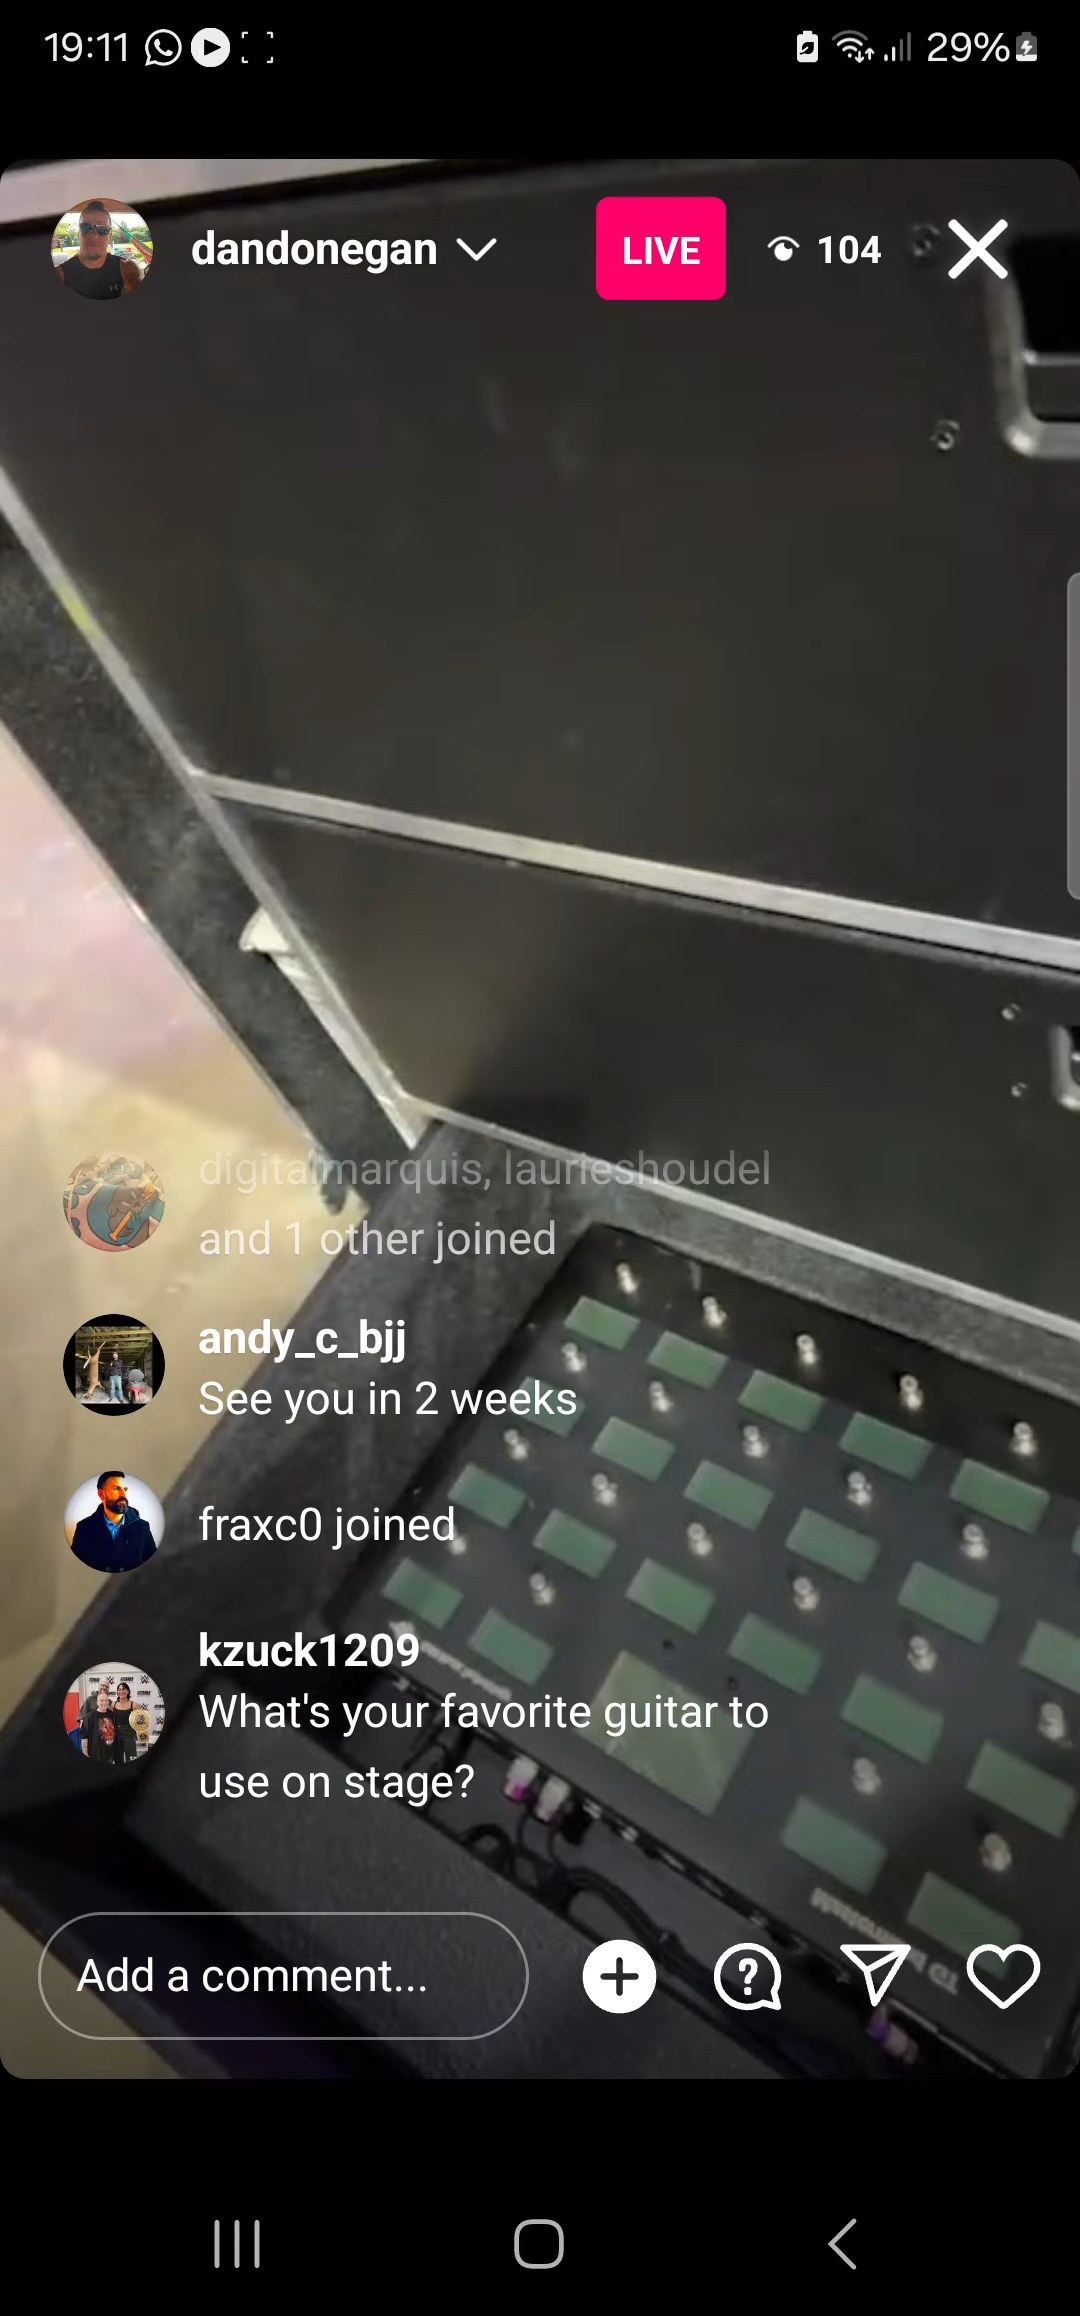 19:11
29%
dandonegan
LIVE
104
digitalmarquis, laurieshoudel
and 1 other joined
andy_c_bjj
See you in 2 weeks
fraxc0 joined
kzuck1209
What's your favorite guitar to
use on stage?
Add a comment...